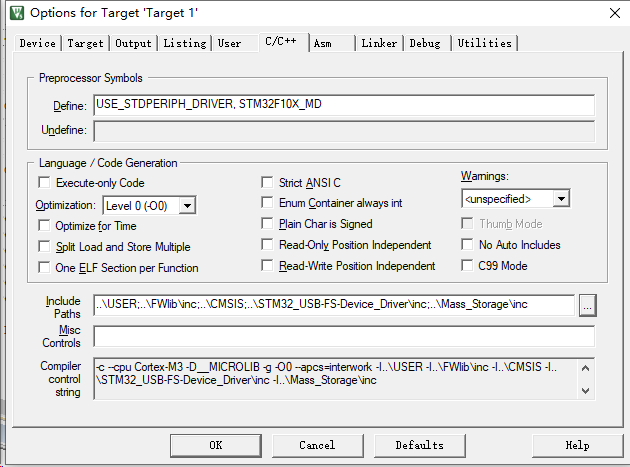 Options for Target 'Target 1'
Device Target Output Listing User C/C++ Asm Linker Debug Utilities
Preprocessor Symbols
Define: USE_STDPERIPH_DRIVER, STM32F10X_MD
Undefine:
Language / Code Generation
Execute-only Code Strict ANSI C Warnings:
Optimization: Level 0 (-O0) Enum Container always int <unspecified>
Optimize for Time Plain Char is Signed Thumb Mode
Split Load and Store Multiple Read-Only Position Independent No Auto Includes
One ELF Section per Function Read-Write Position Independent C99 Mode
Include Paths ..\USER;..\FWlib\inc;..\CMSIS;..\STM32_USB-FS-Device_Driver\inc;..\Mass_Storage\inc ...
Misc Controls
Compiler control string -c --cpu Cortex-M3 -D__MICROLIB -g -O0 --apcs=interwork -I..\USER -I..\FWlib\inc -I..\CMSIS -I..
\STM32_USB-FS-Device_Driver\inc -I..\Mass_Storage\inc
OK Cancel Defaults Help